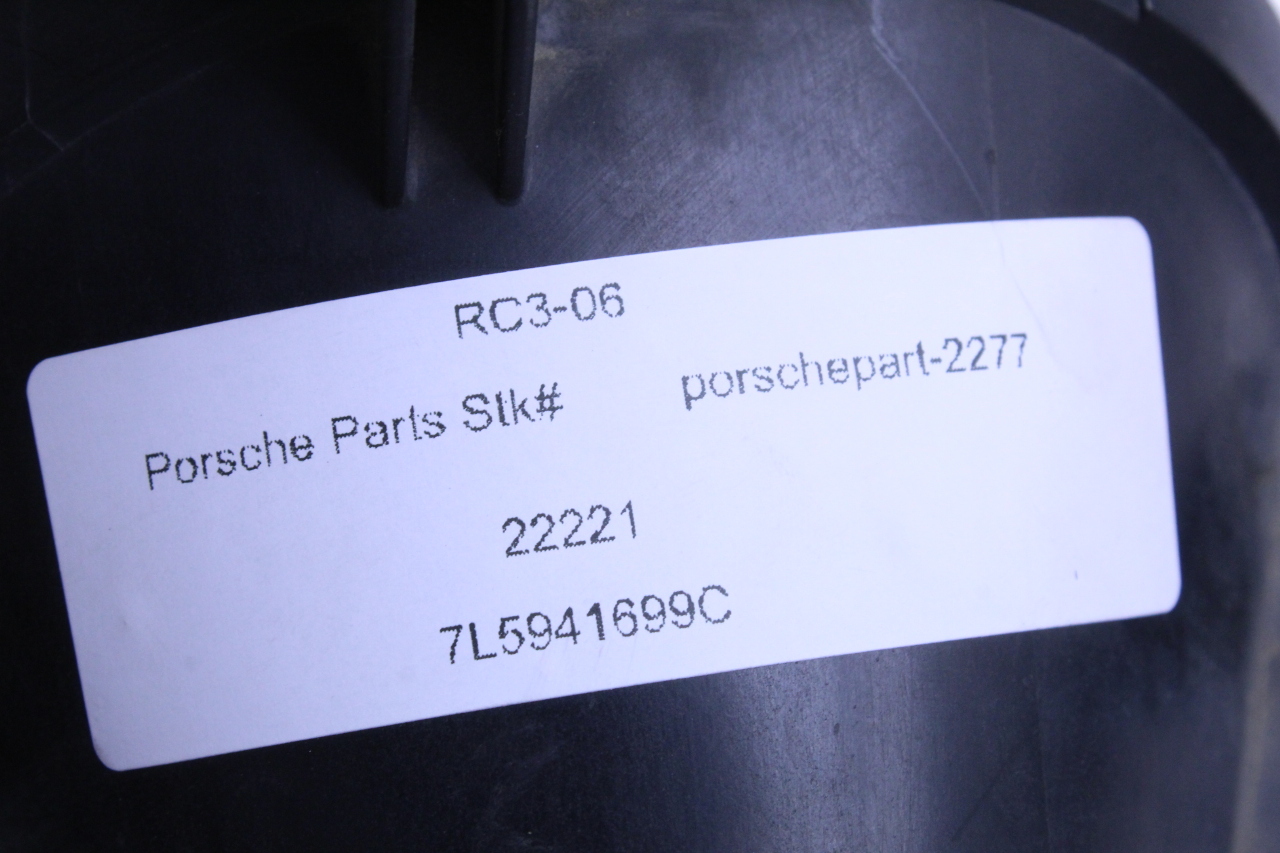 RC3-06
Porsche Parts Stk# porschepart-2277
22221
7L5941699C